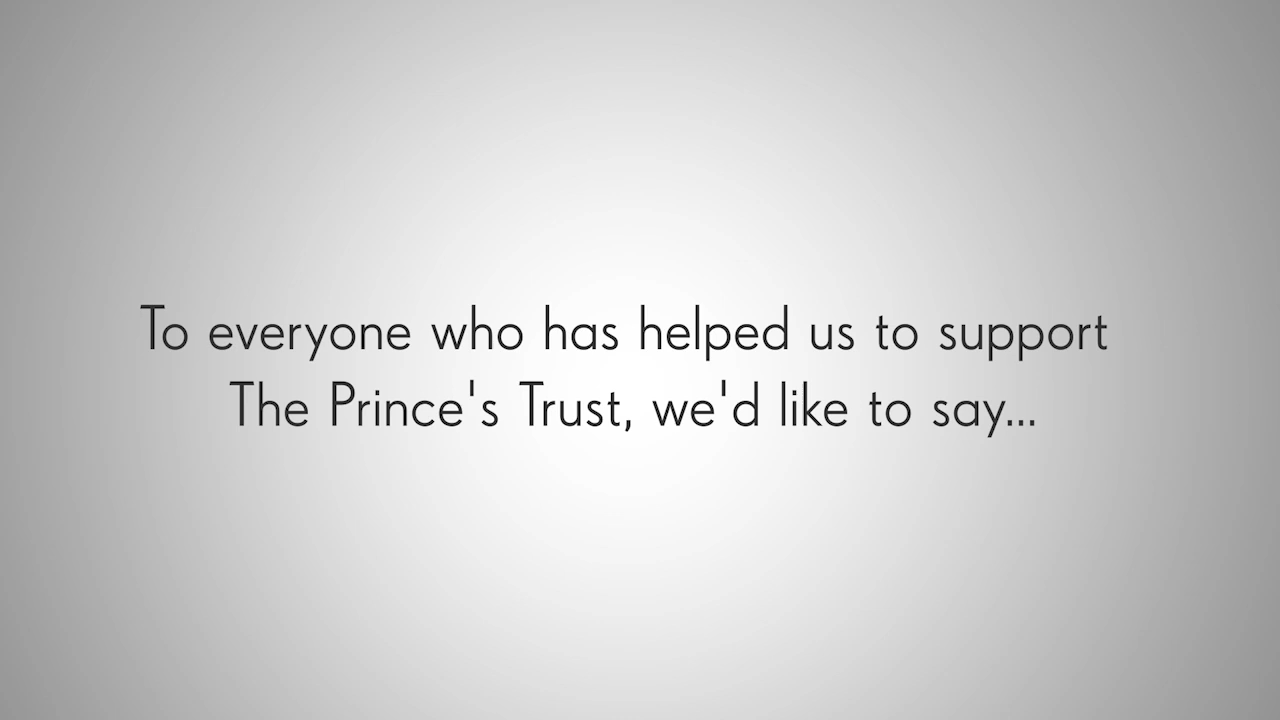 To everyone who has helped us to support
The Prince's Trust, we'd like to say...